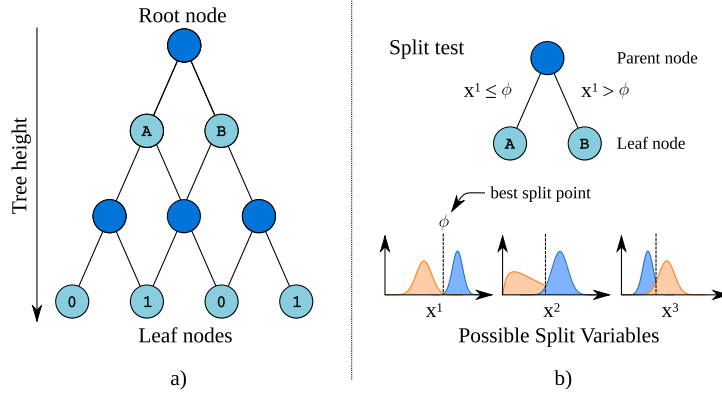 Root node
Tree height
A
B
0
1
0
1
Leaf nodes
a)
Split test
Parent node
x¹ ≤ ϕ
x¹ > ϕ
A
B
Leaf node
best split point
ϕ
x¹
x²
x³
Possible Split Variables
b)